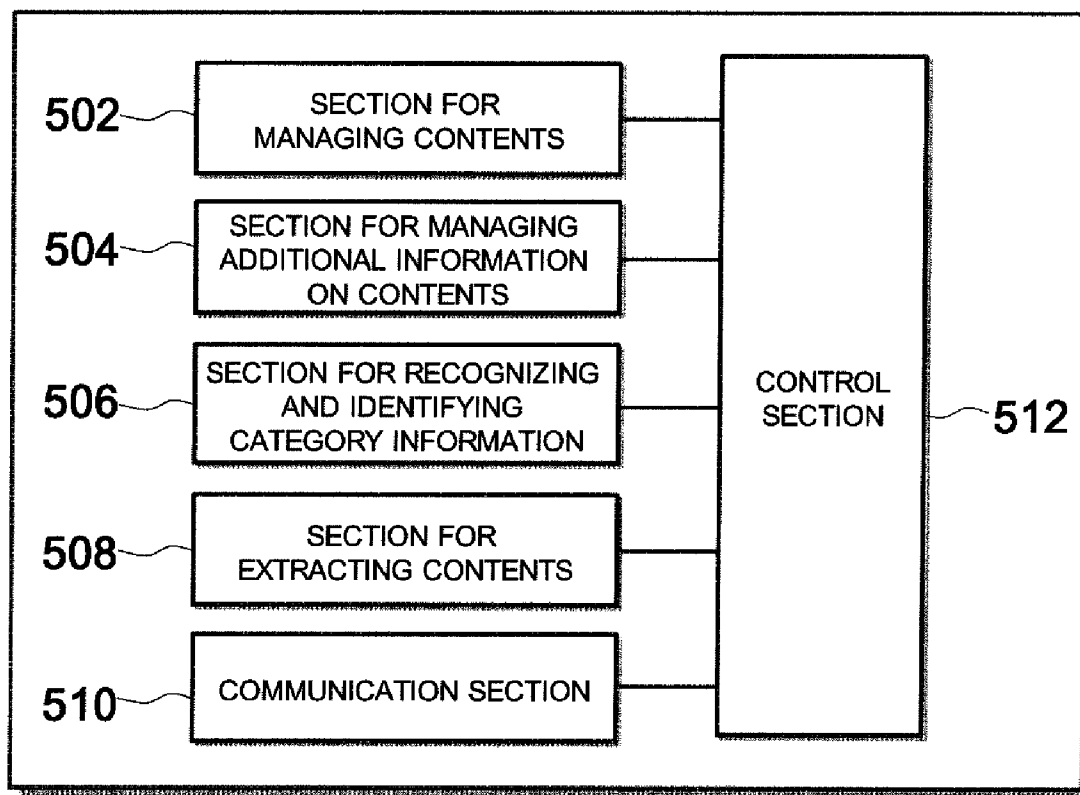 502
SECTION FOR
MANAGING CONTENTS
504
SECTION FOR MANAGING
ADDITIONAL INFORMATION
ON CONTENTS
506
SECTION FOR RECOGNIZING
AND IDENTIFYING
CATEGORY INFORMATION
508
SECTION FOR
EXTRACTING CONTENTS
510
COMMUNICATION SECTION
CONTROL
SECTION
512